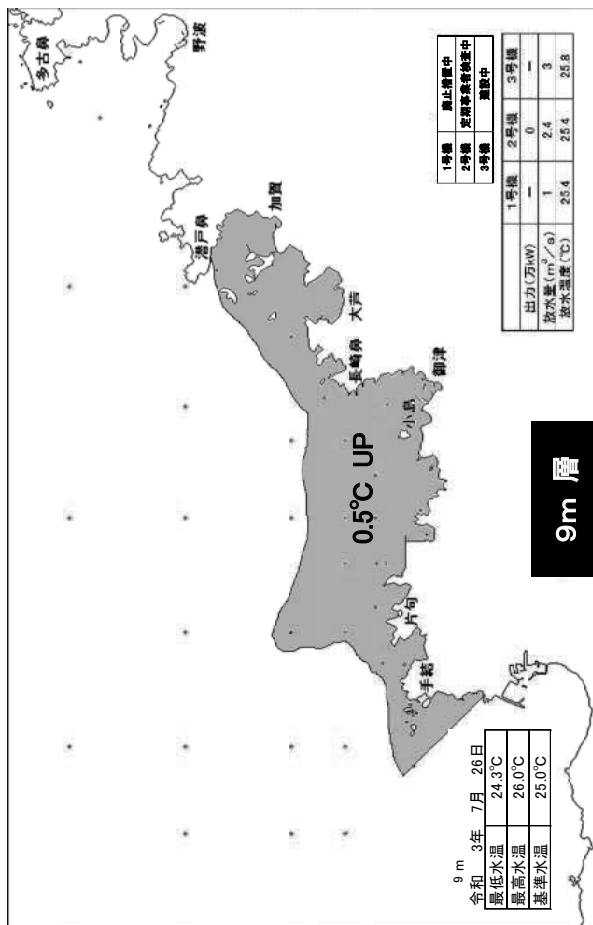 9 m
令和 3年 7月 26日
最低水温 24.3℃
最高水温 26.0℃
基準水温 25.0℃
9m 層
1号機 廃止措置中
2号機 定期事業者検査中
3号機 建設中
1号機 2号機 3号機
出力(万kW) － 0 －
放水量(m³/s) 1 2.4 3
放水温度(℃) 25.4 25.4 25.8
0.5℃ UP
手結
片句
小島
御津
長崎鼻
大芦
加賀
潜戸鼻
野波
多古鼻